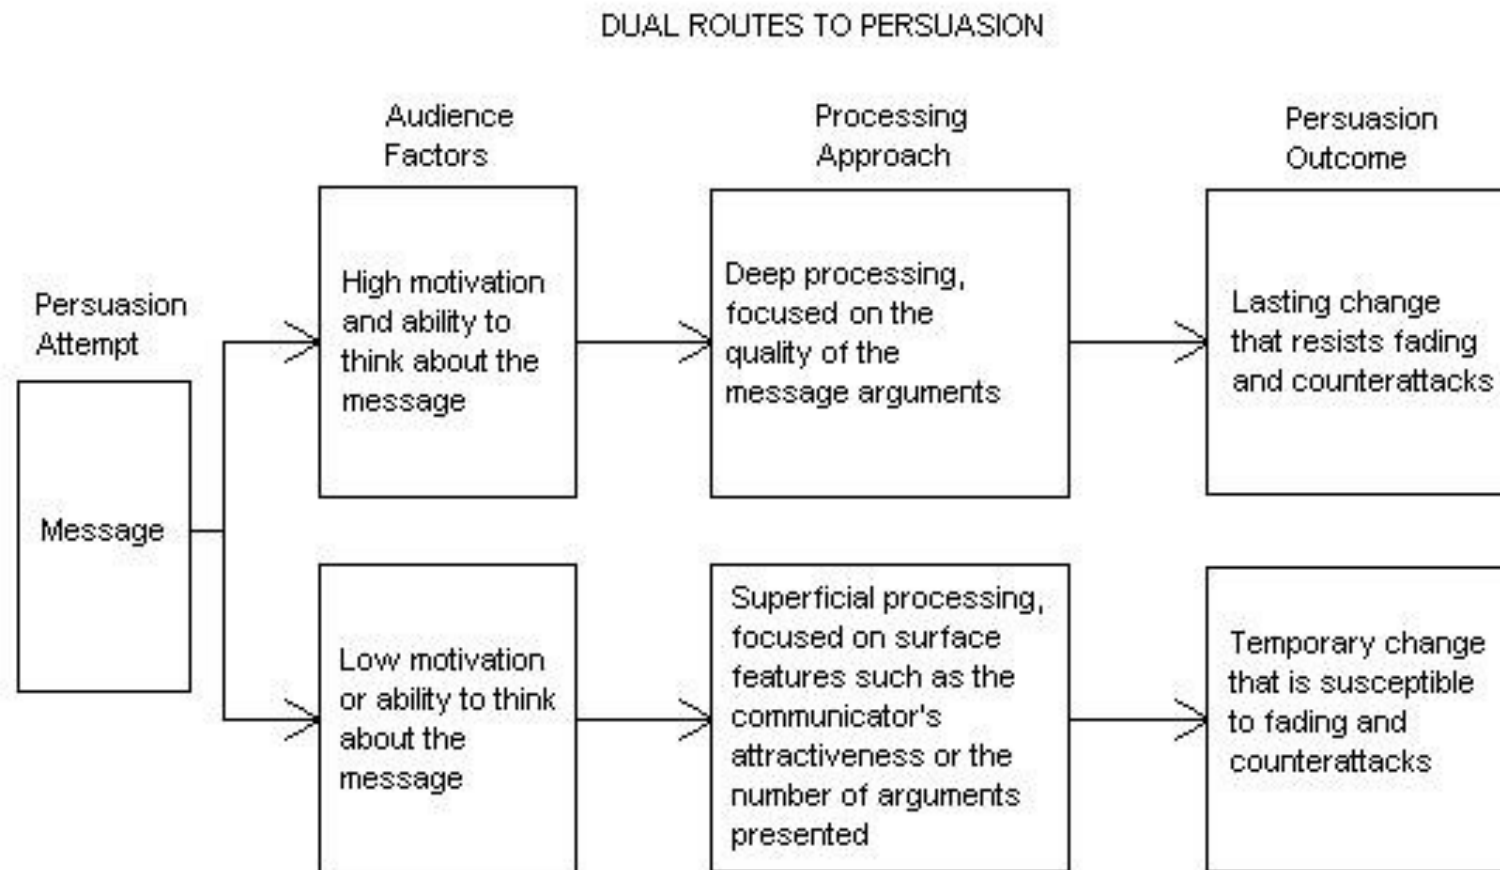 DUAL ROUTES TO PERSUASION
Audience
Factors
Processing
Approach
Persuasion
Outcome
Persuasion
Attempt
Message
High motivation
and ability to
think about the
message
Deep processing,
focused on the
quality of the
message arguments
Lasting change
that resists fading
and counterattacks
Low motivation
or ability to think
about the
message
Superficial processing,
focused on surface
features such as the
communicator's
attractiveness or the
number of arguments
presented
Temporary change
that is susceptible
to fading and
counterattacks